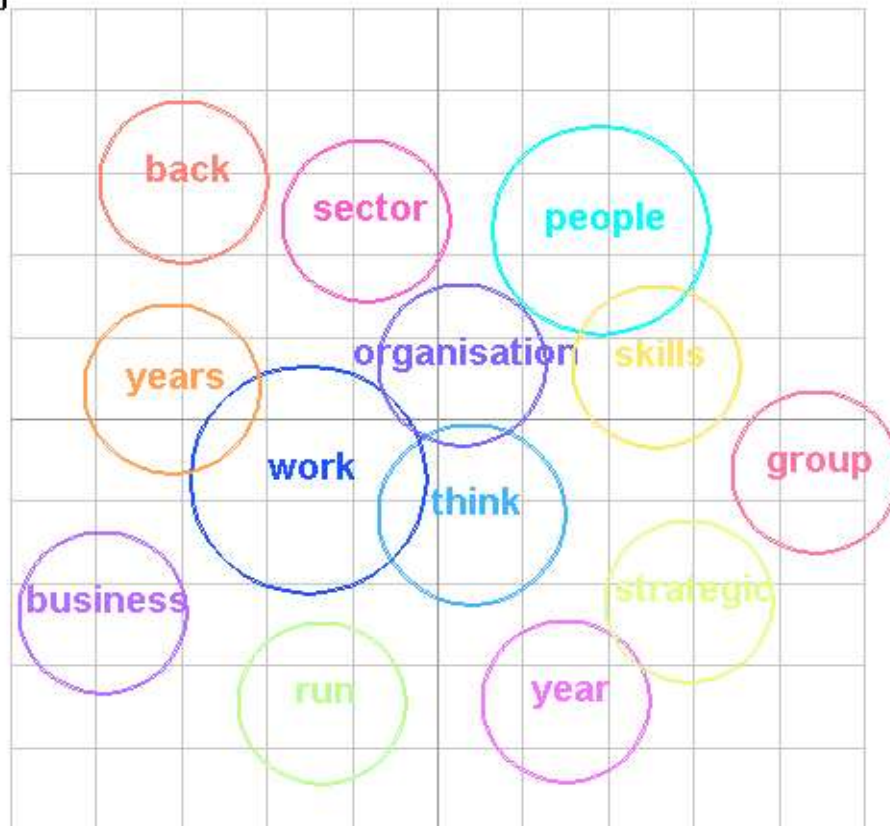 back
sector
people
organisation
skills
years
work
group
think
strategic
business
run
year